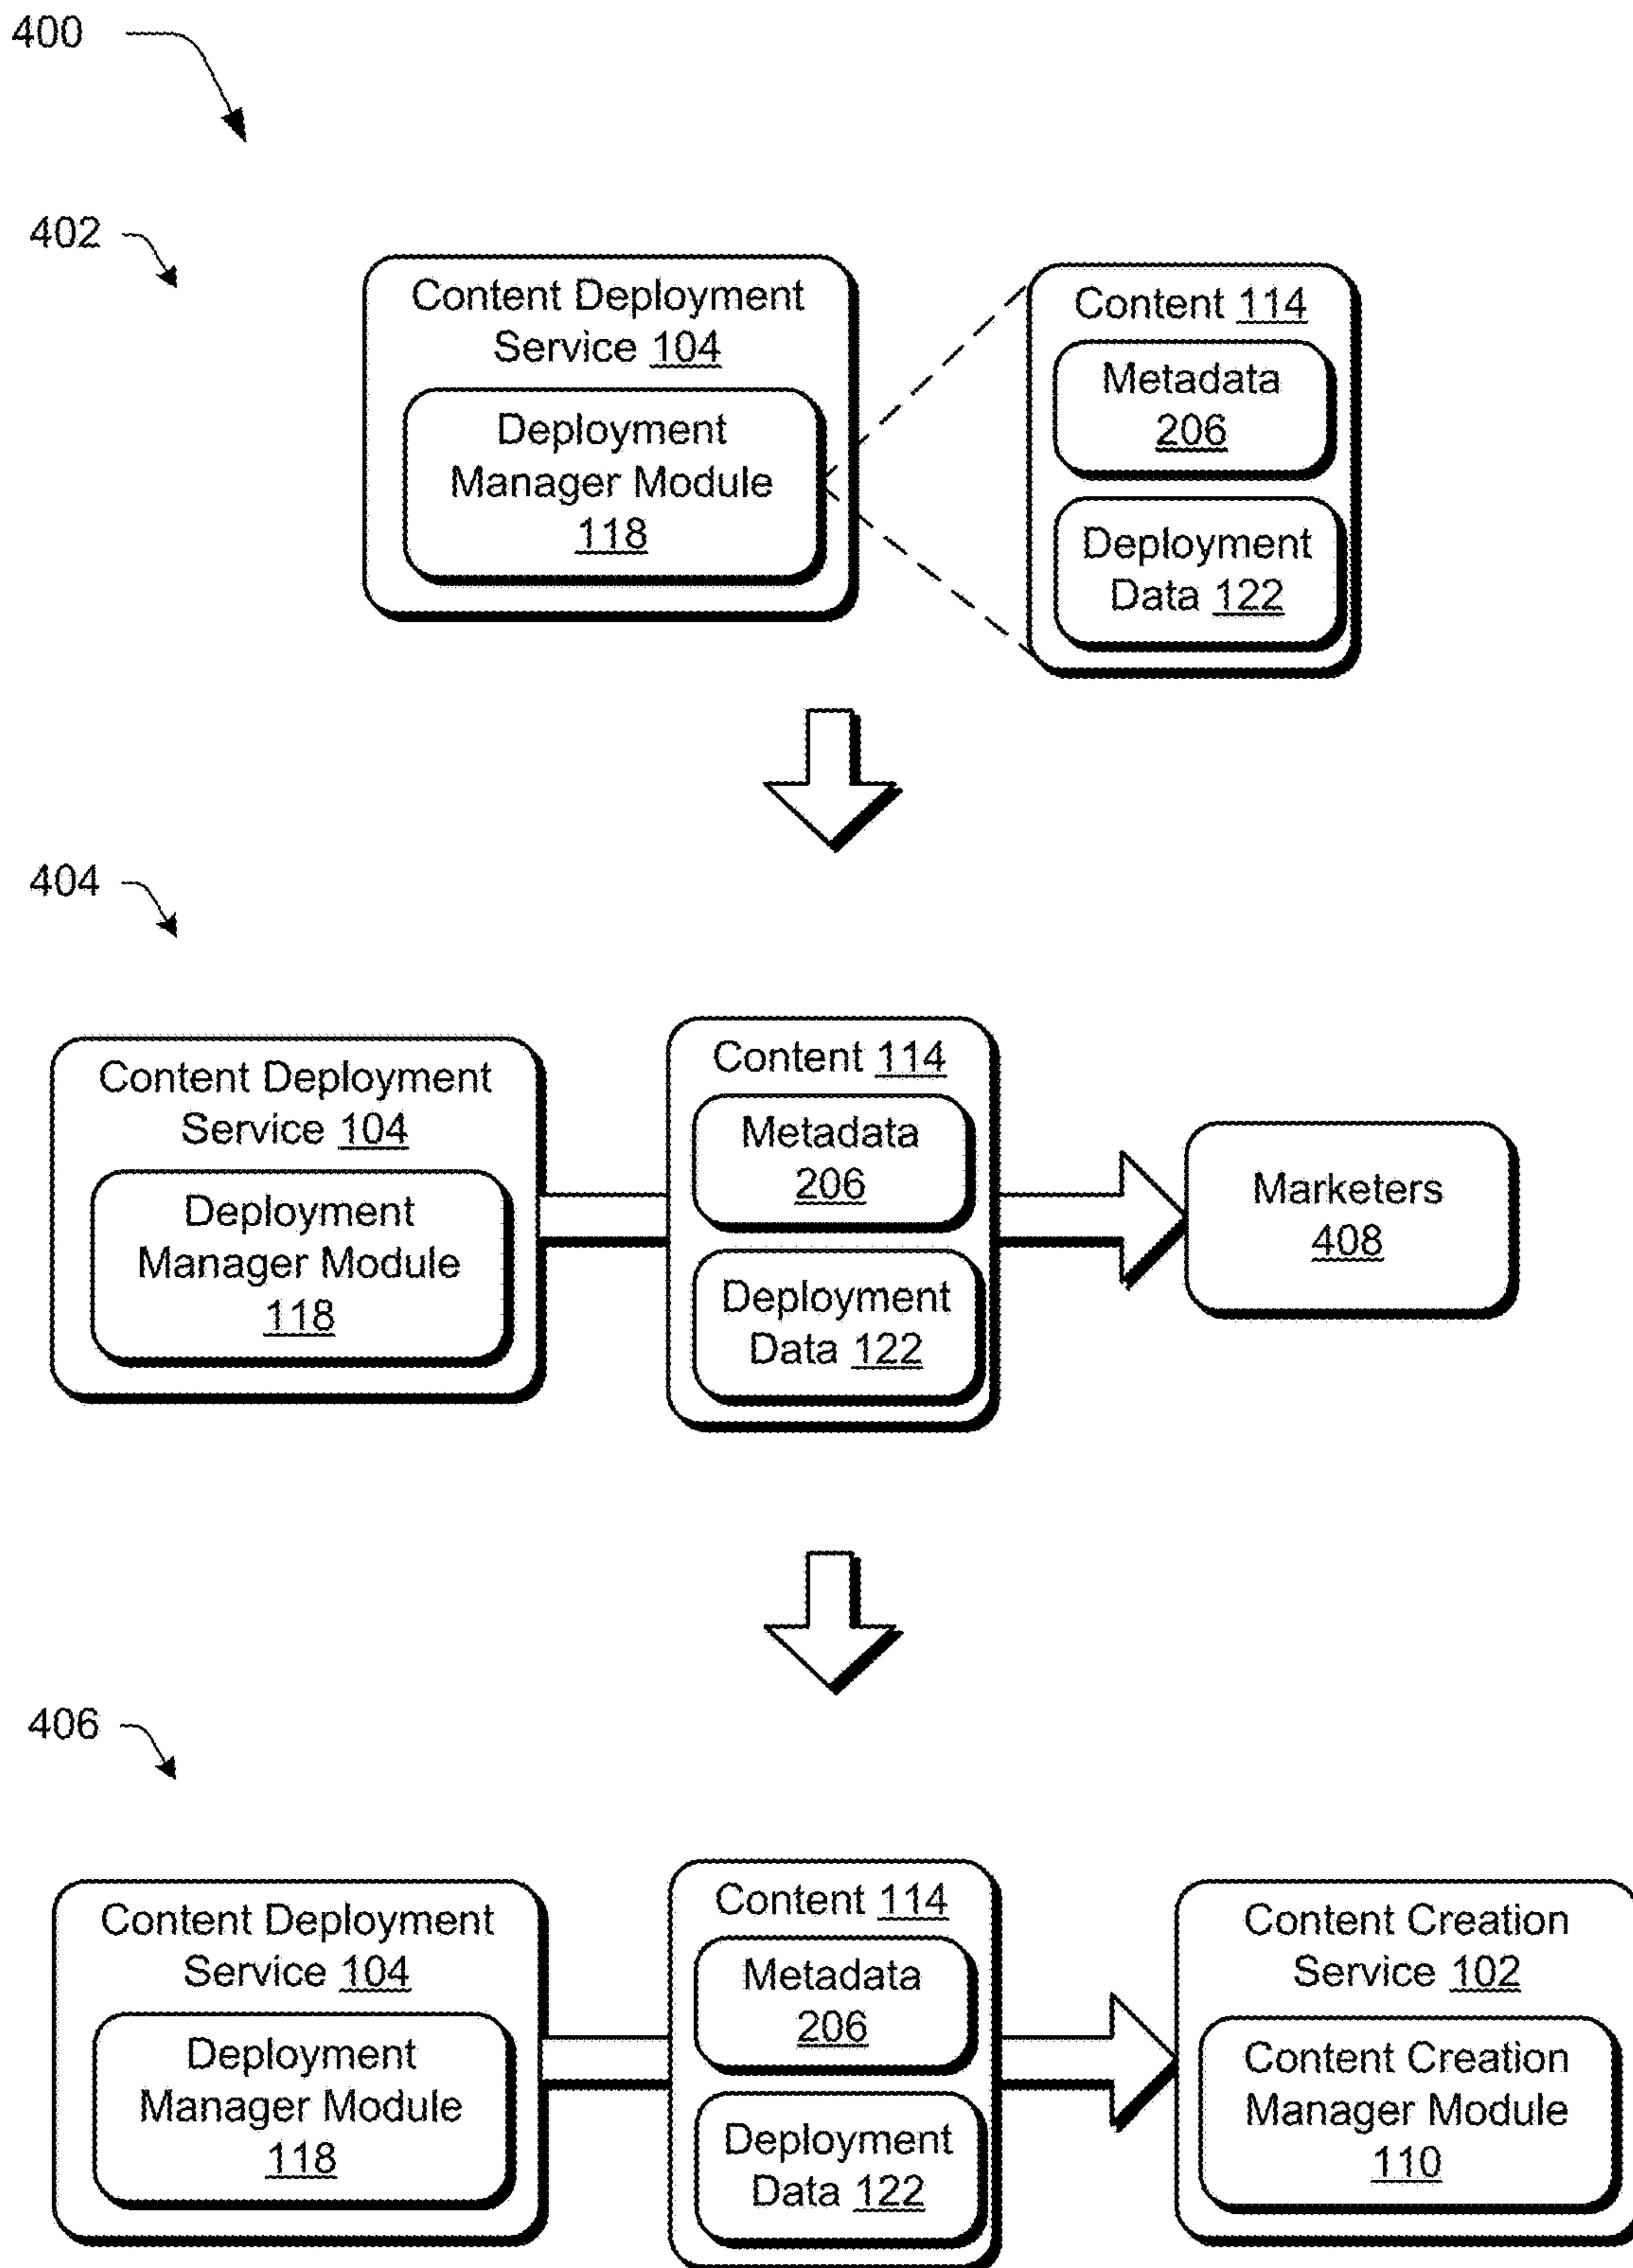 400
402
Content Deployment
Service 104
Deployment
Manager Module
118
Content 114
Metadata
206
Deployment
Data 122
404
Content Deployment
Service 104
Deployment
Manager Module
118
Content 114
Metadata
206
Deployment
Data 122
Marketers
408
406
Content Deployment
Service 104
Deployment
Manager Module
118
Content 114
Metadata
206
Deployment
Data 122
Content Creation
Service 102
Content Creation
Manager Module
110